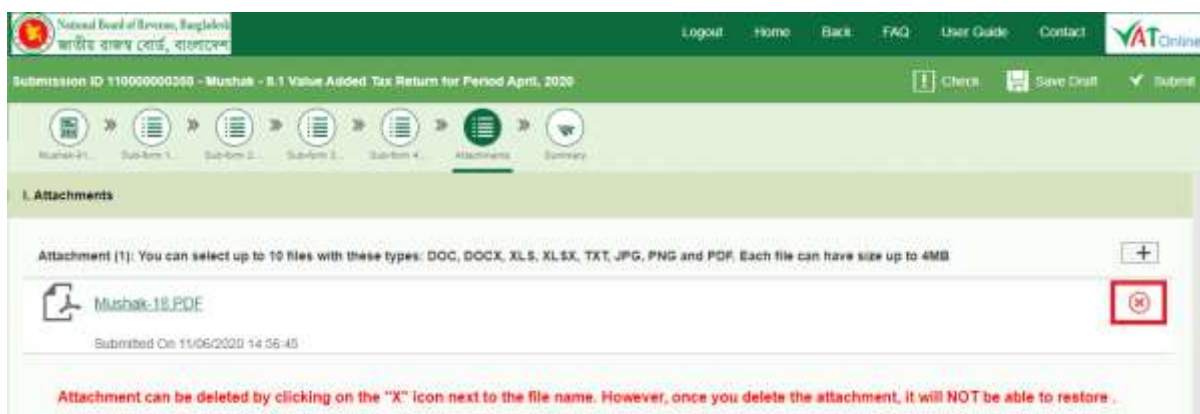 National Board of Revenue, Bangladesh
জাতীয় রাজস্ব বোর্ড, বাংলাদেশ
Logout Home Back FAQ User Guide Contact VAT Online
Mushak - 9.1 Value Added Tax Return for Period April, 2020
Check Save Draft Submit
Mushak-9.1... Sub-form 1... Sub-form 2... Sub-form 3... Sub-form 4... Attachments Summary
I. Attachments
Attachment (1): You can select up to 10 files with these types: DOC, DOCX, XLS, XLSX, TXT, JPG, PNG and PDF. Each file can have size up to 4MB
Mushak-18.PDF
Submitted On 11/06/2020 14:56:45
Attachment can be deleted by clicking on the "X" icon next to the file name. However, once you delete the attachment, it will NOT be able to restore .